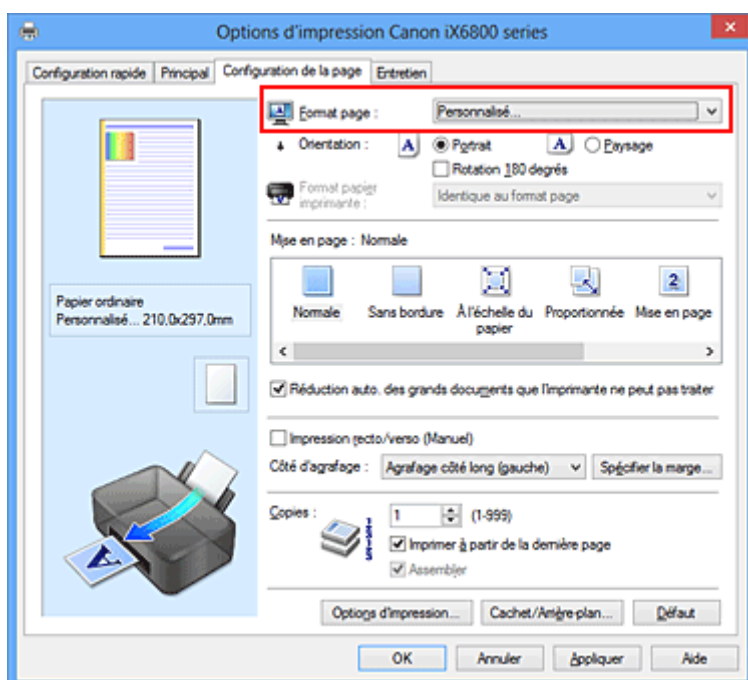 Options d'impression Canon iX6800 series
Configuration rapide Principal Configuration de la page Entretien
Format page : Personnalisé...
Orientation : A Portrait A Paysage
Rotation 180 degrés
Format papier imprimante : Identique au format page
Mise en page : Normale
Normale Sans bordure À l'échelle du papier Proportionnée Mise en page
2
Papier ordinaire
Personnalisé... 210,0x297,0mm
Réduction auto. des grands documents que l'imprimante ne peut pas traiter
Impression recto/verso (Manuel)
Côté d'agrafage : Agrafage côté long (gauche) Spécifier la marge...
Copies : 1 (1-999)
Imprimer à partir de la dernière page
Assembler
A
Options d'impression... Cachet/Arrière-plan... Défaut
OK Annuler Appliquer Aide